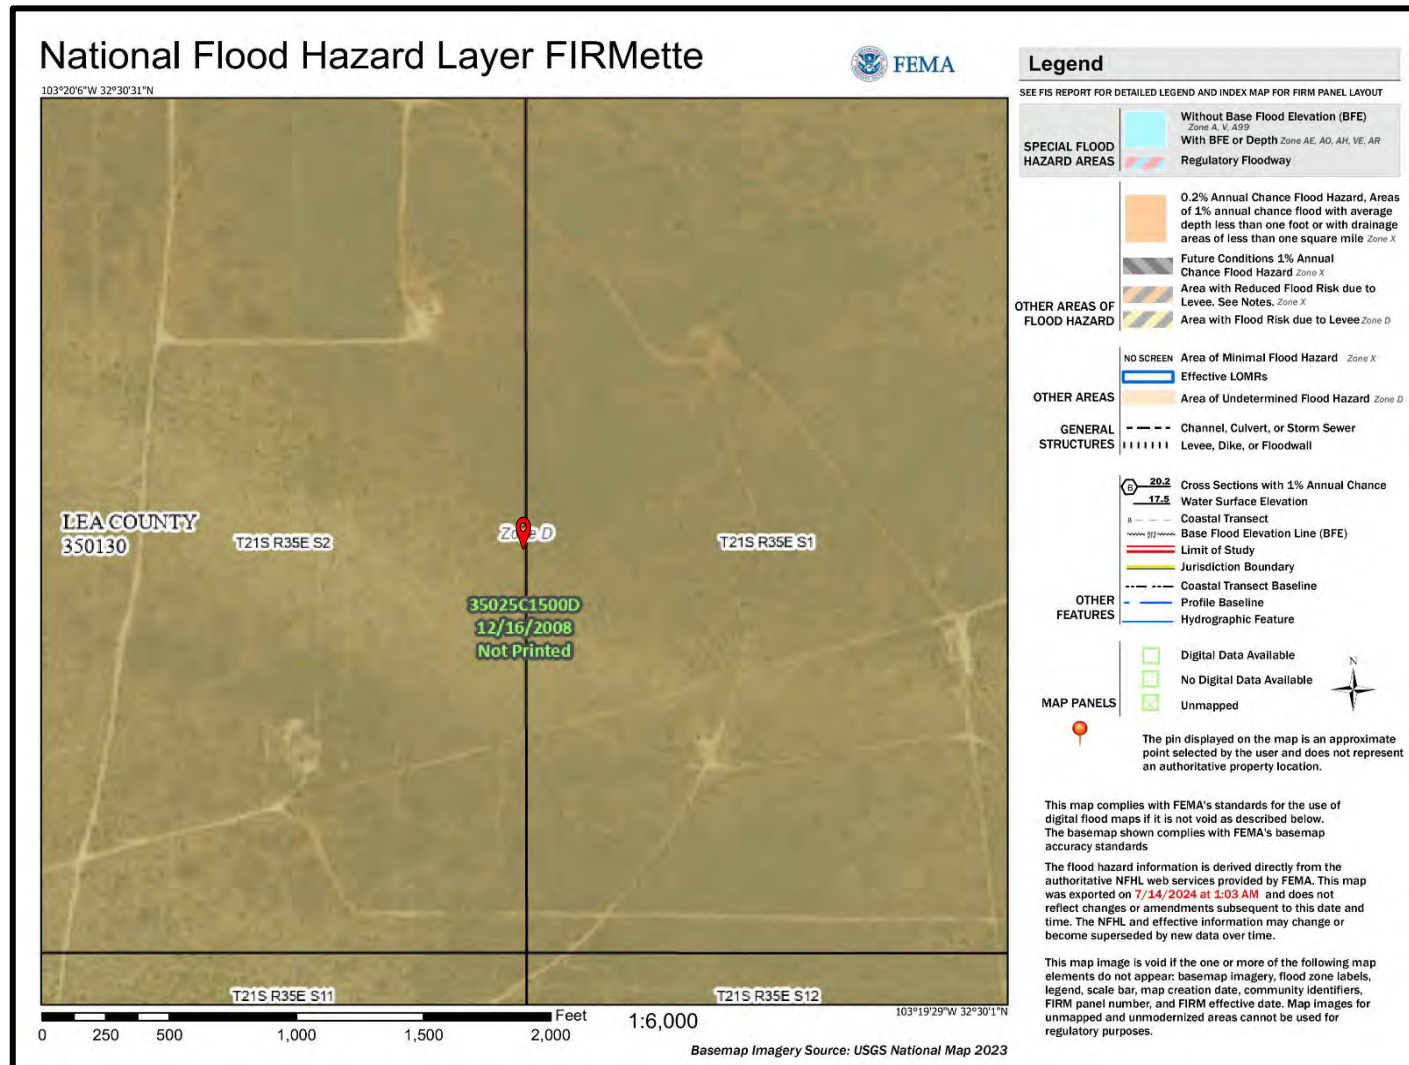 National Flood Hazard Layer FIRMette
FEMA
103°20'6"W 32°30'31"N
LEA COUNTY
350130
T21S R35E S2
Zone D
T21S R35E S1
35025C1500D
12/16/2008
Not Printed
T21S R35E S11
T21S R35E S12
0 250 500 1,000 1,500 2,000
Feet
1:6,000
103°19'29"W 32°30'1"N
Basemap Imagery Source: USGS National Map 2023
Legend
SEE FIS REPORT FOR DETAILED LEGEND AND INDEX MAP FOR FIRM PANEL LAYOUT
SPECIAL FLOOD
HAZARD AREAS
Without Base Flood Elevation (BFE)
Zone A, V, A99
With BFE or Depth Zone AE, AO, AH, VE, AR
Regulatory Floodway
OTHER AREAS OF
FLOOD HAZARD
0.2% Annual Chance Flood Hazard, Areas
of 1% annual chance flood with average
depth less than one foot or with drainage
areas of less than one square mile Zone X
Future Conditions 1% Annual
Chance Flood Hazard Zone X
Area with Reduced Flood Risk due to
Levee. See Notes. Zone X
Area with Flood Risk due to Levee Zone D
OTHER AREAS
NO SCREEN Area of Minimal Flood Hazard Zone X
Effective LOMRs
Area of Undetermined Flood Hazard Zone D
GENERAL
STRUCTURES
Channel, Culvert, or Storm Sewer
Levee, Dike, or Floodwall
OTHER
FEATURES
B 20.2 Cross Sections with 1% Annual Chance
17.5 Water Surface Elevation
8 Coastal Transect
513 Base Flood Elevation Line (BFE)
Limit of Study
Jurisdiction Boundary
Coastal Transect Baseline
Profile Baseline
Hydrographic Feature
MAP PANELS
Digital Data Available
No Digital Data Available
Unmapped
N
The pin displayed on the map is an approximate
point selected by the user and does not represent
an authoritative property location.
This map complies with FEMA's standards for the use of
digital flood maps if it is not void as described below.
The basemap shown complies with FEMA's basemap
accuracy standards
The flood hazard information is derived directly from the
authoritative NFHL web services provided by FEMA. This map
was exported on 7/14/2024 at 1:03 AM and does not
reflect changes or amendments subsequent to this date and
time. The NFHL and effective information may change or
become superseded by new data over time.
This map image is void if the one or more of the following map
elements do not appear: basemap imagery, flood zone labels,
legend, scale bar, map creation date, community identifiers,
FIRM panel number, and FIRM effective date. Map images for
unmapped and unmodernized areas cannot be used for
regulatory purposes.